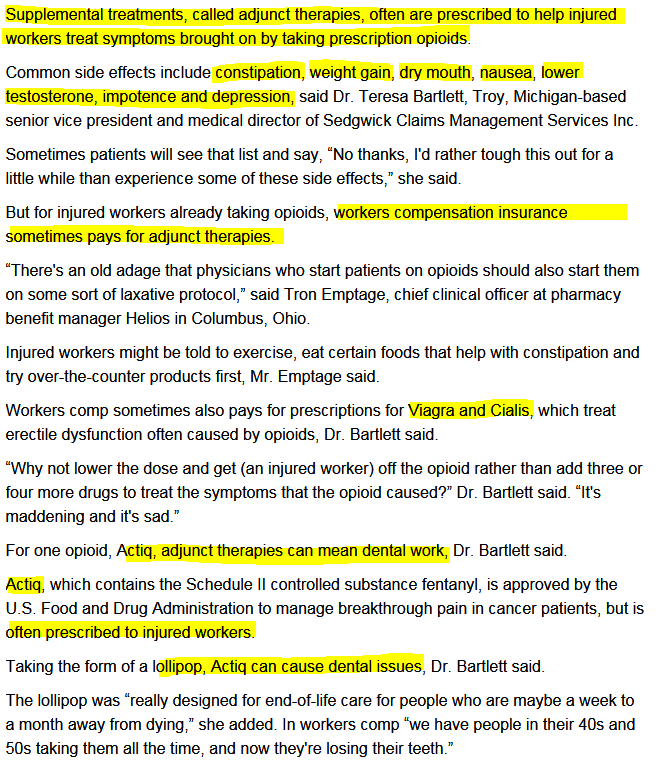 Supplemental treatments, called adjunct therapies, often are prescribed to help injured
workers treat symptoms brought on by taking prescription opioids.
Common side effects include constipation, weight gain, dry mouth, nausea, lower
testosterone, impotence and depression, said Dr. Teresa Bartlett, Troy, Michigan-based
senior vice president and medical director of Sedgwick Claims Management Services Inc.
Sometimes patients will see that list and say, “No thanks, I'd rather tough this out for a
little while than experience some of these side effects,” she said.
But for injured workers already taking opioids, workers compensation insurance
sometimes pays for adjunct therapies.
“There's an old adage that physicians who start patients on opioids should also start them
on some sort of laxative protocol,” said Tron Emptage, chief clinical officer at pharmacy
benefit manager Helios in Columbus, Ohio.
Injured workers might be told to exercise, eat certain foods that help with constipation and
try over-the-counter products first, Mr. Emptage said.
Workers comp sometimes also pays for prescriptions for Viagra and Cialis, which treat
erectile dysfunction often caused by opioids, Dr. Bartlett said.
“Why not lower the dose and get (an injured worker) off the opioid rather than add three or
four more drugs to treat the symptoms that the opioid caused?” Dr. Bartlett said. “It's
maddening and it's sad.”
For one opioid, Actiq, adjunct therapies can mean dental work, Dr. Bartlett said.
Actiq, which contains the Schedule II controlled substance fentanyl, is approved by the
U.S. Food and Drug Administration to manage breakthrough pain in cancer patients, but is
often prescribed to injured workers.
Taking the form of a lollipop, Actiq can cause dental issues, Dr. Bartlett said.
The lollipop was “really designed for end-of-life care for people who are maybe a week to
a month away from dying,” she added. In workers comp “we have people in their 40s and
50s taking them all the time, and now they're losing their teeth.”